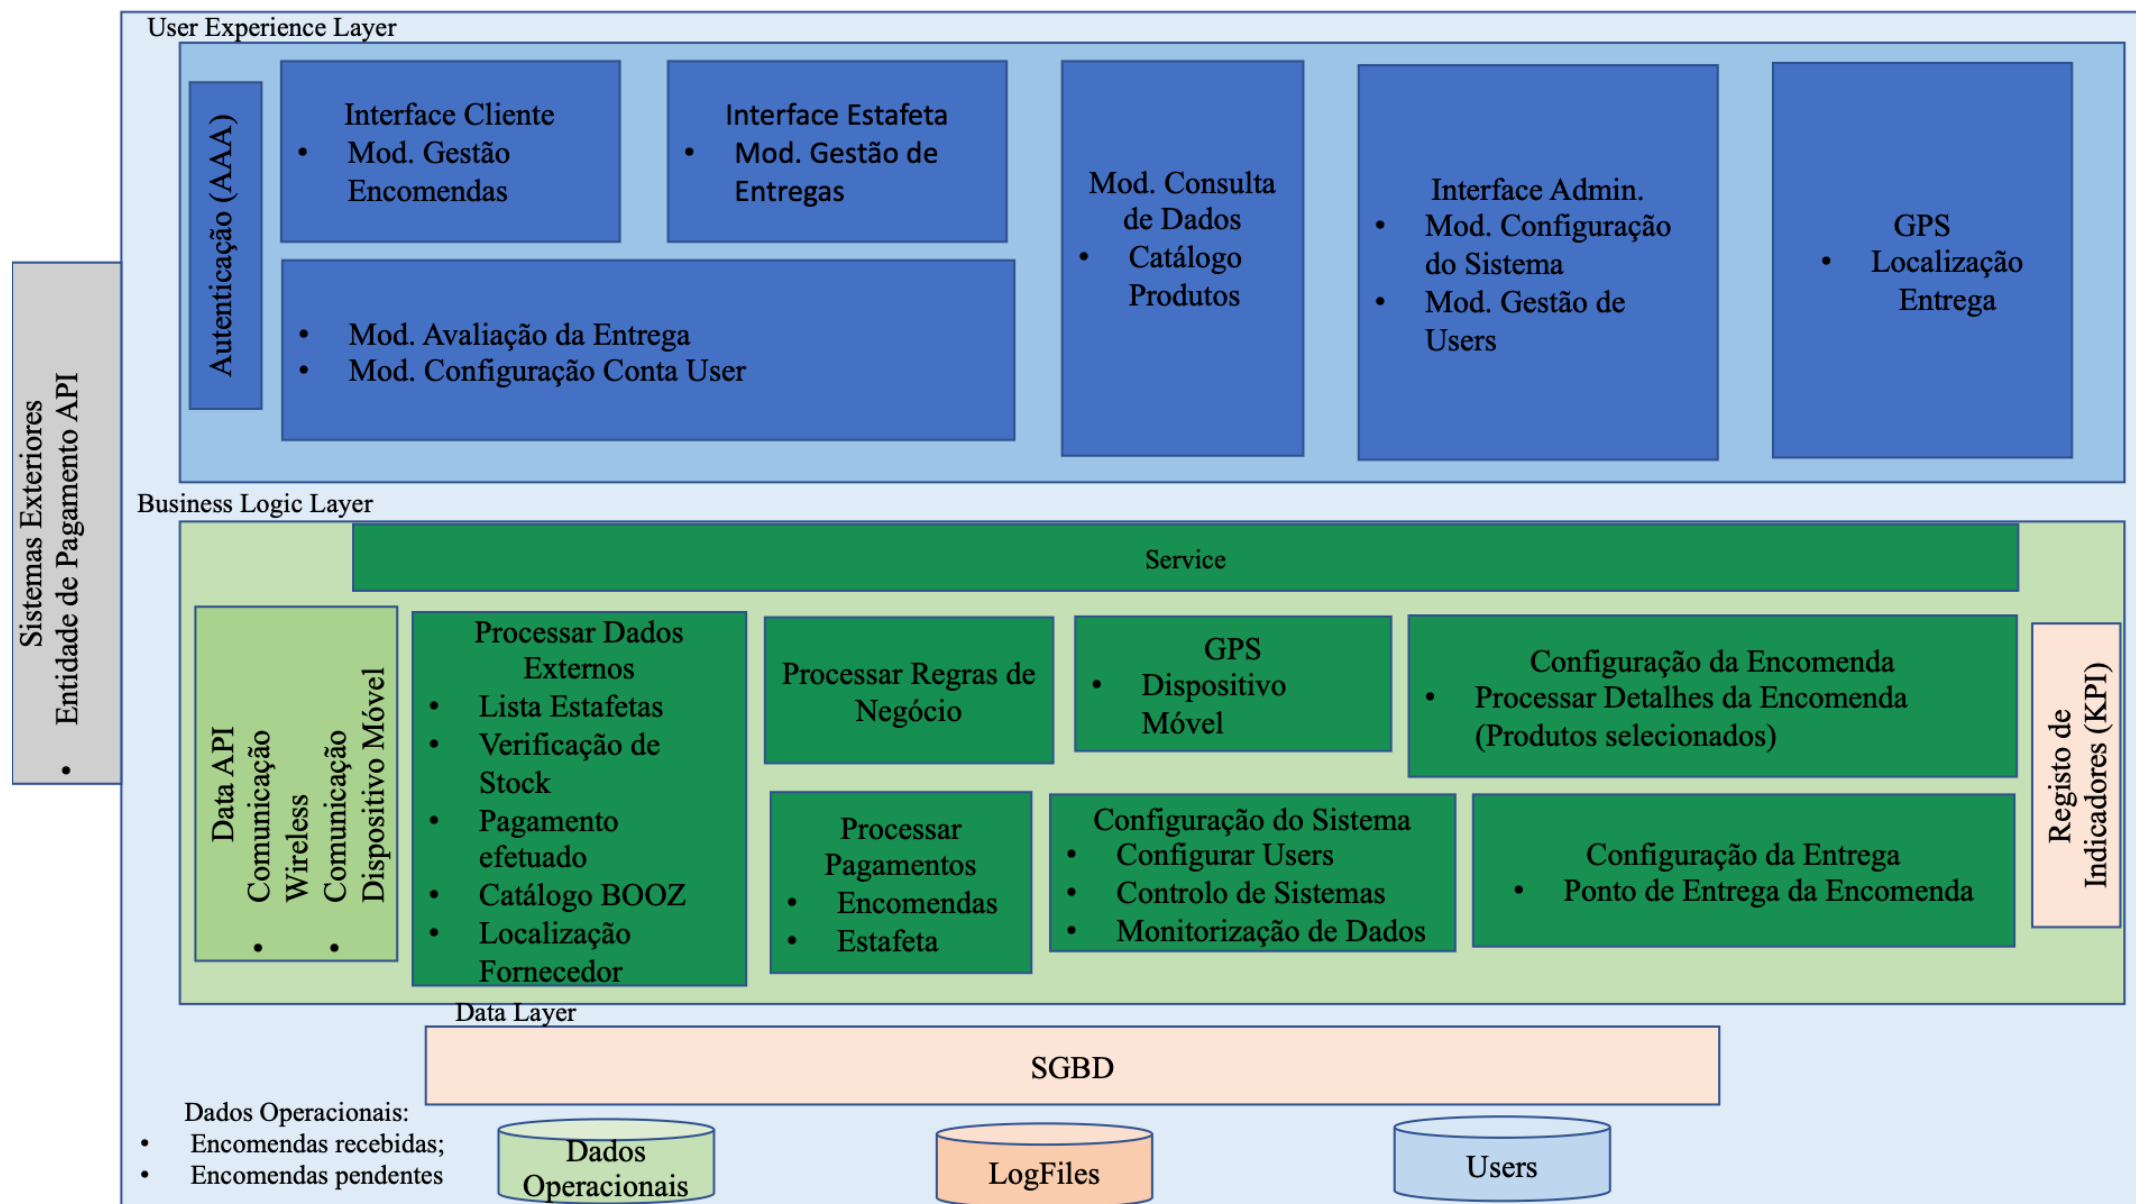 User Experience Layer
Sistemas Exteriores
• Entidade de Pagamento API
Autenticação (AAA)
Interface Cliente
• Mod. Gestão
Encomendas
Interface Estafeta
• Mod. Gestão de
Entregas
• Mod. Avaliação da Entrega
• Mod. Configuração Conta User
Mod. Consulta
de Dados
• Catálogo
Produtos
Interface Admin.
• Mod. Configuração
do Sistema
• Mod. Gestão de
Users
GPS
• Localização
Entrega
Business Logic Layer
Service
Data API
• Comunicação
Wireless
• Comunicação
Dispositivo Móvel
Processar Dados
Externos
• Lista Estafetas
• Verificação de
Stock
• Pagamento
efetuado
• Catálogo BOOZ
• Localização
Fornecedor
Processar Regras de
Negócio
GPS
• Dispositivo
Móvel
Configuração da Encomenda
• Processar Detalhes da Encomenda
(Produtos selecionados)
Processar
Pagamentos
• Encomendas
• Estafeta
Configuração do Sistema
• Configurar Users
• Controlo de Sistemas
• Monitorização de Dados
Configuração da Entrega
• Ponto de Entrega da Encomenda
Registo de
Indicadores (KPI)
Data Layer
SGBD
Dados Operacionais:
• Encomendas recebidas;
• Encomendas pendentes
Dados
Operacionais
LogFiles
Users